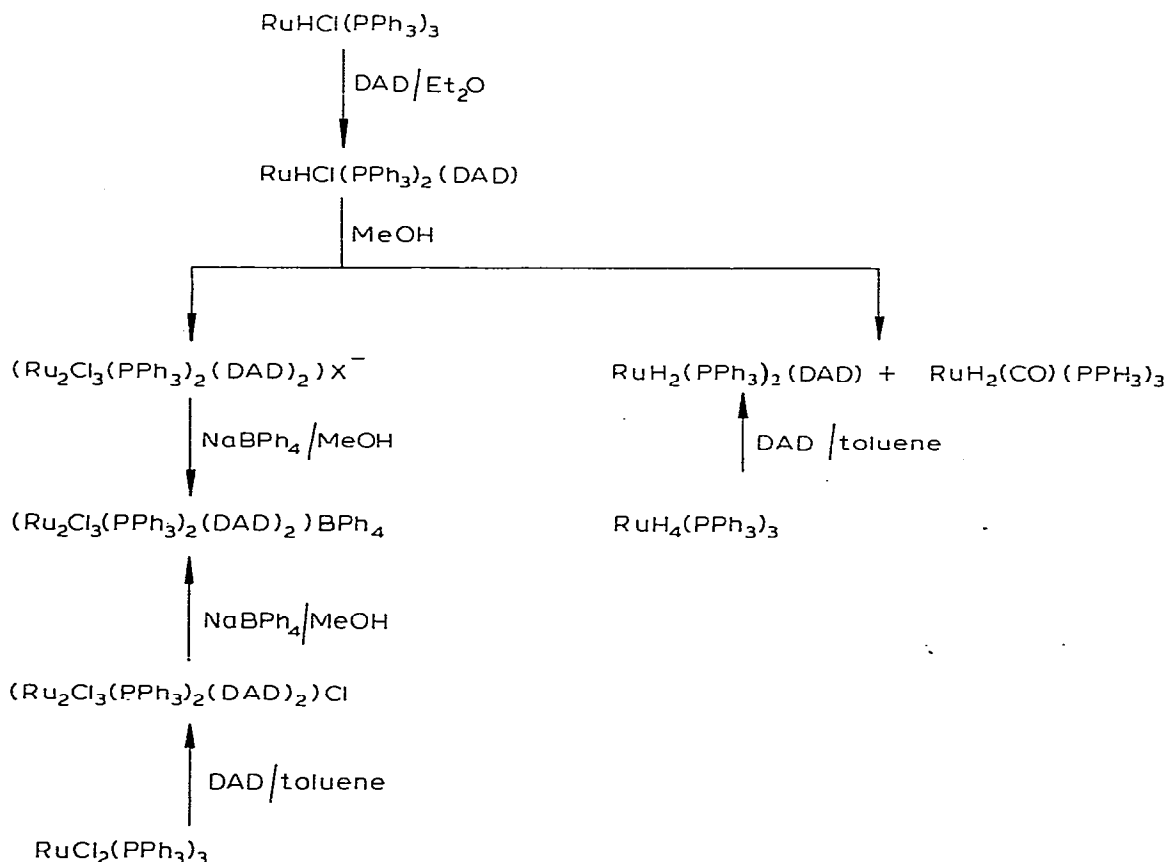 RuHCl(PPh₃)₃
DAD/Et₂O
RuHCl(PPh₃)₂(DAD)
MeOH
(Ru₂Cl₃(PPh₃)₂(DAD)₂)X⁻
RuH₂(PPh₃)₂(DAD) + RuH₂(CO)(PPH₃)₃
NaBPh₄/MeOH
DAD/toluene
(Ru₂Cl₃(PPh₃)₂(DAD)₂)BPh₄
RuH₄(PPh₃)₃
NaBPh₄/MeOH
(Ru₂Cl₃(PPh₃)₂(DAD)₂)Cl
DAD/toluene
RuCl₂(PPh₃)₃